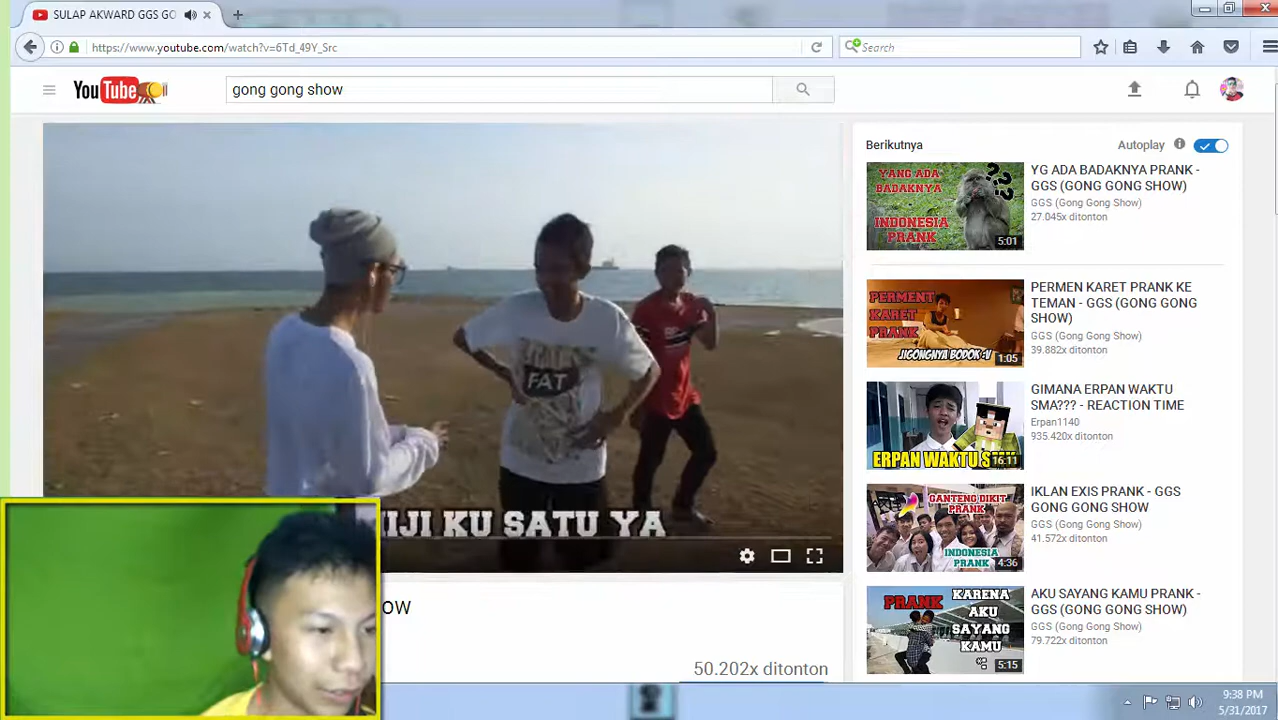 SULAP AKWARD GGS GO
https://www.youtube.com/watch?v=6Td_49Y_Src
Search
YouTube
gong gong show
FAT
IJI KU SATU YA
OW
50.202x ditonton
Berikutnya
Autoplay
YANG ADA
BADAKNYA
INDONESIA
PRANK
5:01
YG ADA BADAKNYA PRANK -
GGS (GONG GONG SHOW)
GGS (Gong Gong Show)
27.045x ditonton
PERMENT
KARET
PRANK
JIGONGNYA BODOK :V
1:05
PERMEN KARET PRANK KE
TEMAN - GGS (GONG GONG
SHOW)
GGS (Gong Gong Show)
39.882x ditonton
ERPAN WAKTU
16:11
GIMANA ERPAN WAKTU
SMA??? - REACTION TIME
Erpan1140
935.420x ditonton
GANTENG DIKIT
PRANK
INDONESIA
PRANK
4:36
IKLAN EXIS PRANK - GGS
GONG GONG SHOW
GGS (Gong Gong Show)
41.572x ditonton
PRANK
KARENA
AKU
SAYANG
KAMU
5:15
AKU SAYANG KAMU PRANK -
GGS (GONG GONG SHOW)
GGS (Gong Gong Show)
79.722x ditonton
9:38 PM
5/31/2017